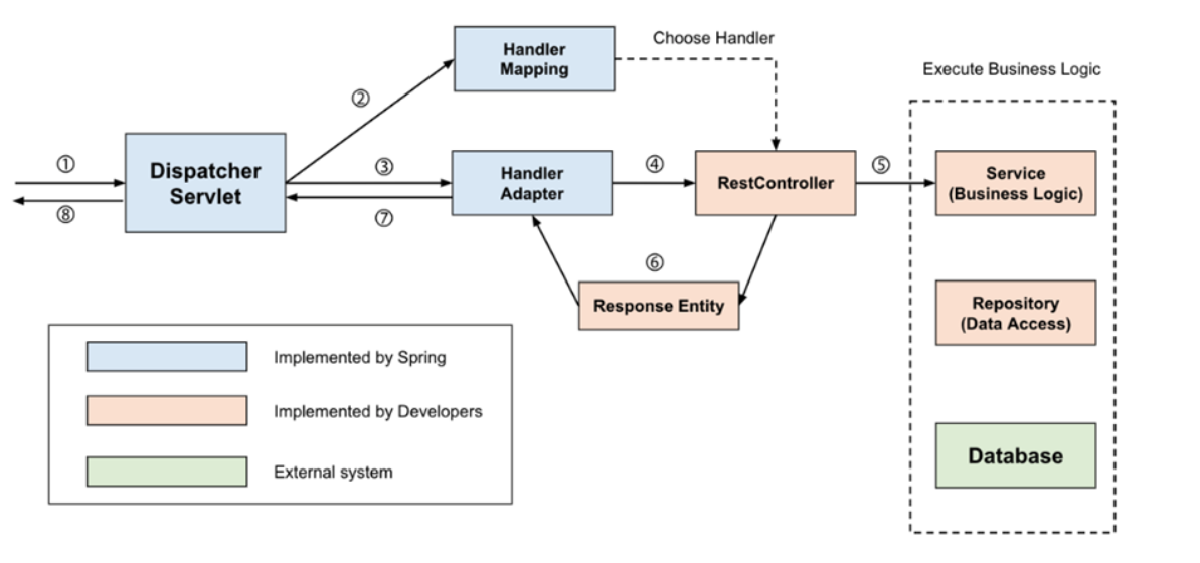 Handler
Mapping
Choose Handler
Execute Business Logic
②
①
Dispatcher
Servlet
③
Handler
Adapter
④
RestController
⑤
Service
(Business Logic)
⑧
⑦
⑥
Response Entity
Repository
(Data Access)
Implemented by Spring
Implemented by Developers
External system
Database